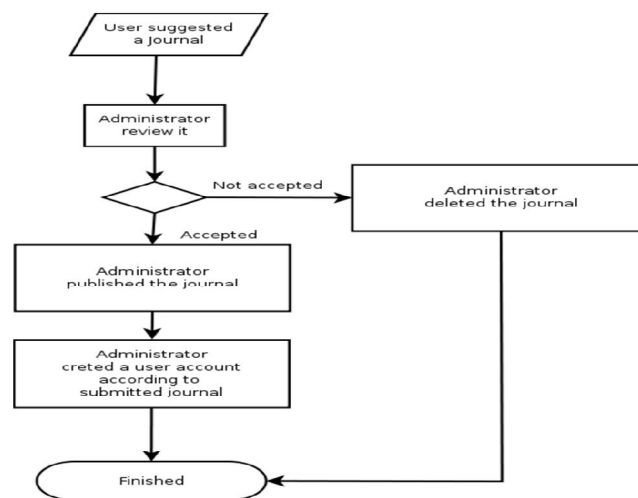 User suggested
a Journal
Administrator
review it
Not accepted
Administrator
deleted the journal
Accepted
Administrator
published the journal
Administrator
creted a user account
according to
submitted journal
Finished